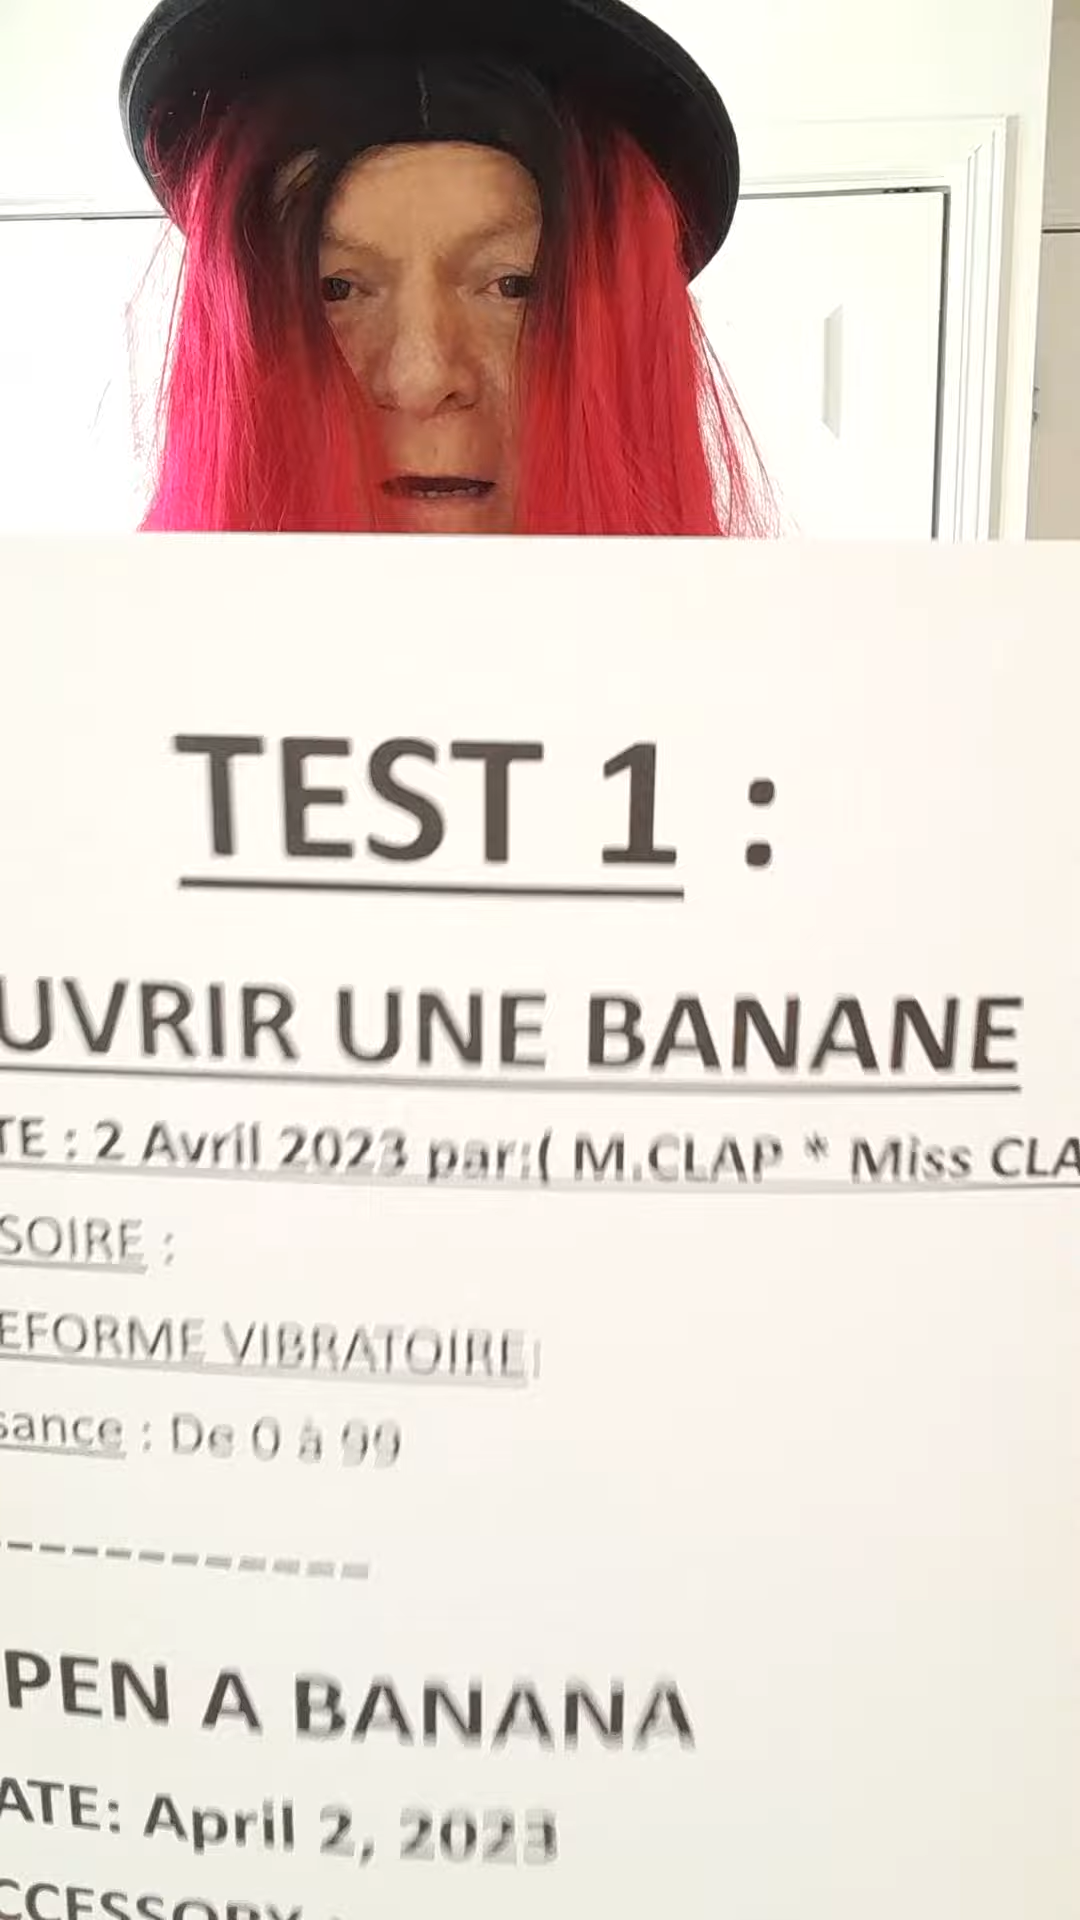 TEST 1 :
UVRIR UNE BANANE
TE : 2 Avril 2023 par:( M.CLAP * Miss CLA
SOIRE :
EFORME VIBRATOIRE
sance : De 0 à 99
------------
PEN A BANANA
ATE: April 2, 2023
CCESSORY :